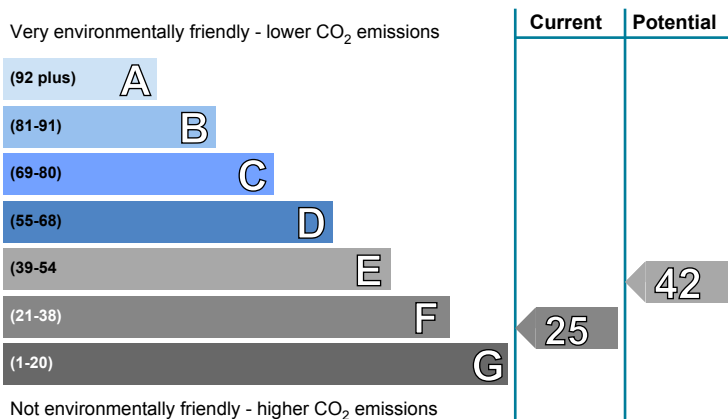 Current Potential
Very environmentally friendly - lower CO₂ emissions
(92 plus) A
(81-91) B
(69-80) C
(55-68) D
(39-54 E
42
(21-38) F
25
(1-20) G
Not environmentally friendly - higher CO₂ emissions